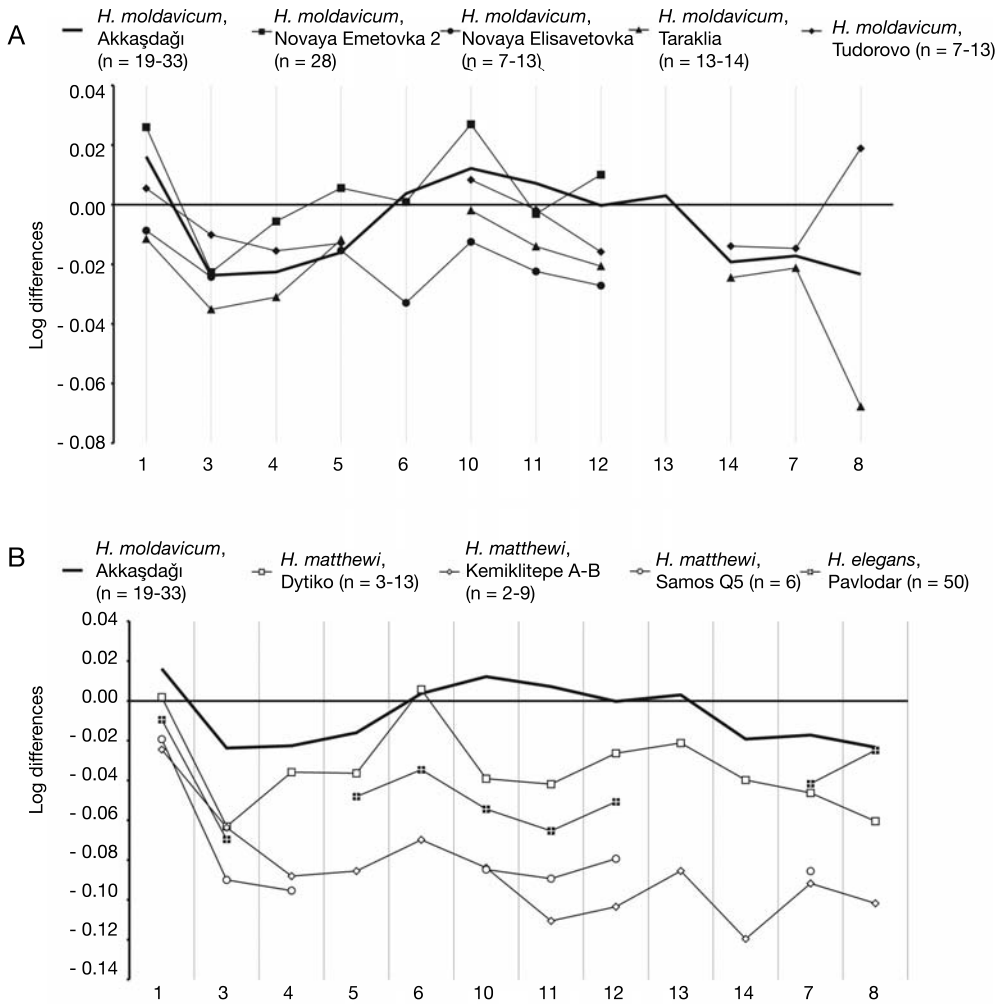 A
H. moldavicum,
Akkaşdağı
(n = 19-33)
H. moldavicum,
Novaya Emetovka 2
(n = 28)
H. moldavicum,
Novaya Elisavetovka
(n = 7-13)
H. moldavicum,
Taraklia
(n = 13-14)
H. moldavicum,
Tudorovo (n = 7-13)
Log differences
0.04
0.02
0.00
- 0.02
- 0.04
- 0.06
- 0.08
1 3 4 5 6 10 11 12 13 14 7 8
B
H. moldavicum,
Akkaşdağı
(n = 19-33)
H. matthewi,
Dytiko (n = 3-13)
H. matthewi,
Kemiklitepe A-B
(n = 2-9)
H. matthewi,
Samos Q5 (n = 6)
H. elegans,
Pavlodar (n = 50)
Log differences
0.04
0.02
0.00
- 0.02
- 0.04
- 0.06
- 0.08
- 0.10
- 0.12
- 0.14
1 3 4 5 6 10 11 12 13 14 7 8